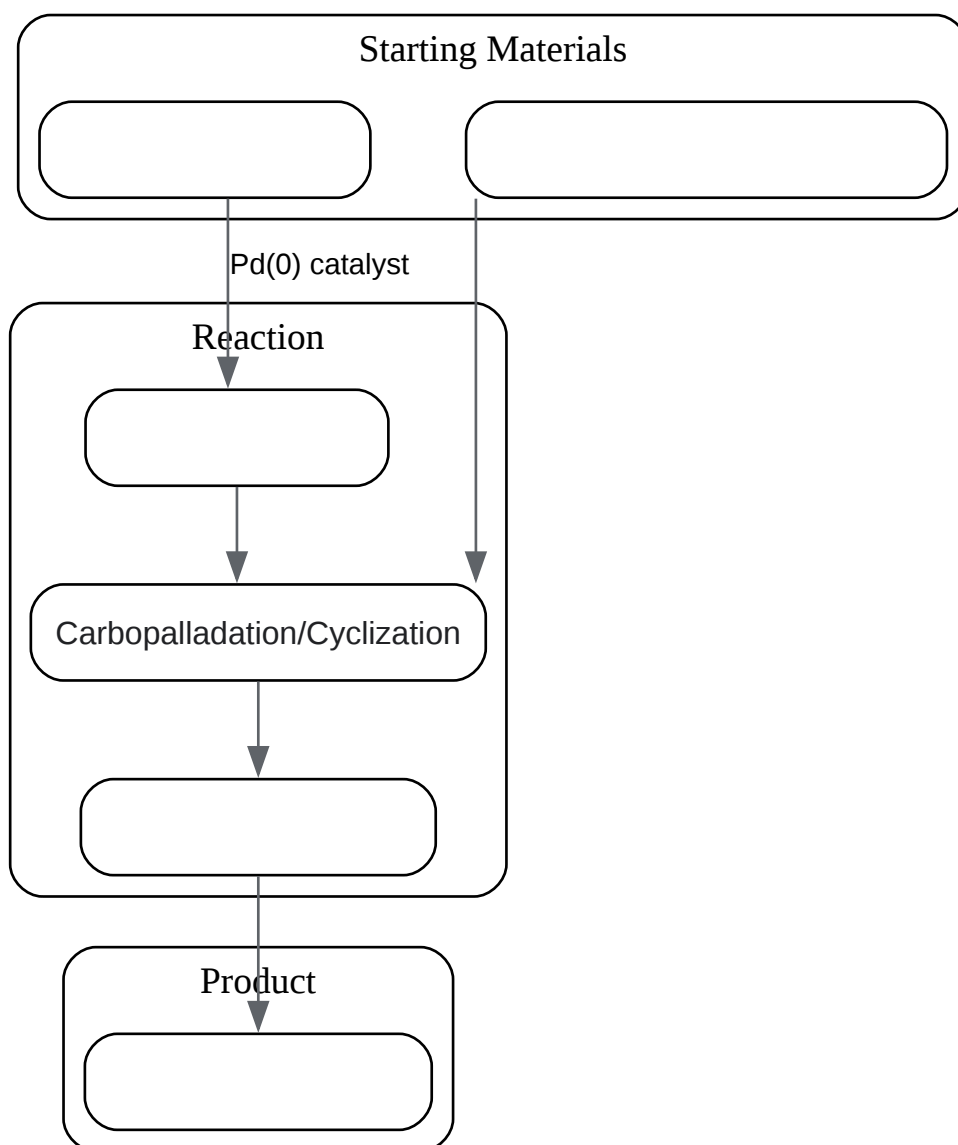 Starting Materials
Pd(0) catalyst
Reaction
Carbopalladation/Cyclization
Product